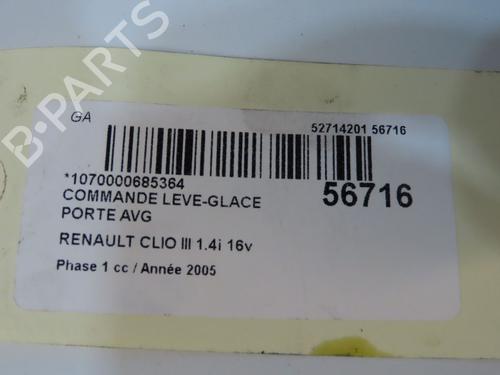 GA
52714201 56716
*1070000685364
56716
COMMANDE LEVE-GLACE
PORTE AVG
RENAULT CLIO III 1.4i 16v
Phase 1 cc / Année 2005
B-PARTS